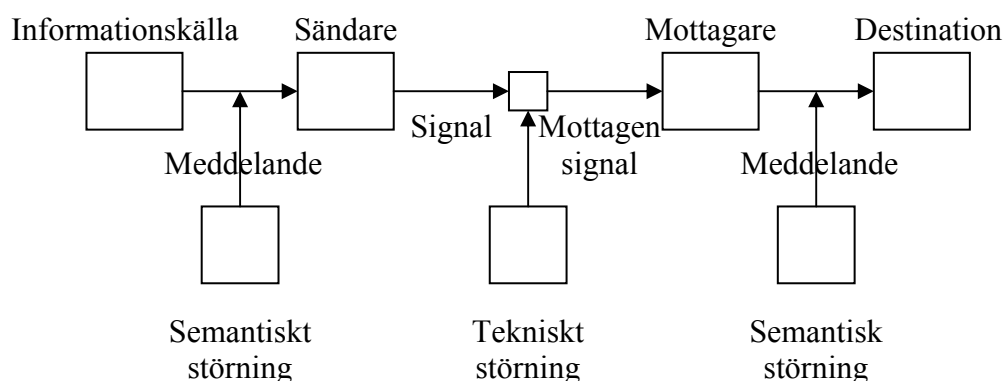 Informationskälla
Sändare
Mottagare
Destination
Signal
Mottagen
signal
Meddelande
Meddelande
Semantiskt
störning
Tekniskt
störning
Semantisk
störning